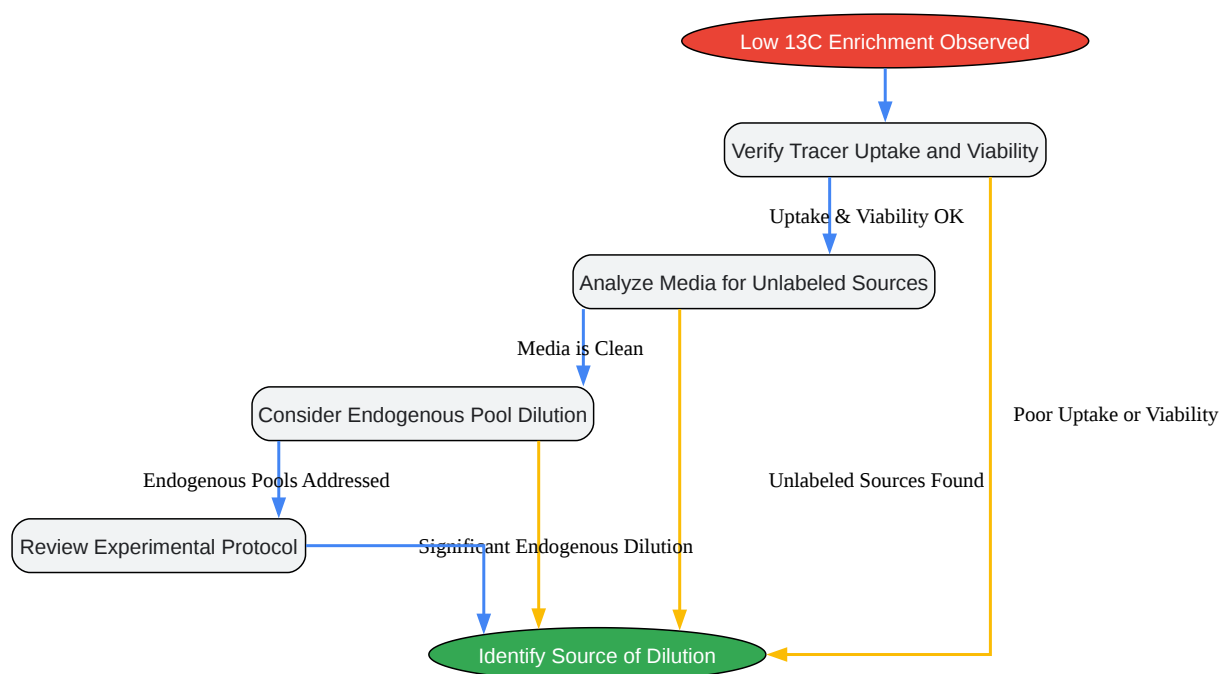 Low 13C Enrichment Observed
Verify Tracer Uptake and Viability
Uptake & Viability OK
Analyze Media for Unlabeled Sources
Media is Clean
Consider Endogenous Pool Dilution
Poor Uptake or Viability
Endogenous Pools Addressed
Unlabeled Sources Found
Review Experimental Protocol
Significant Endogenous Dilution
Identify Source of Dilution